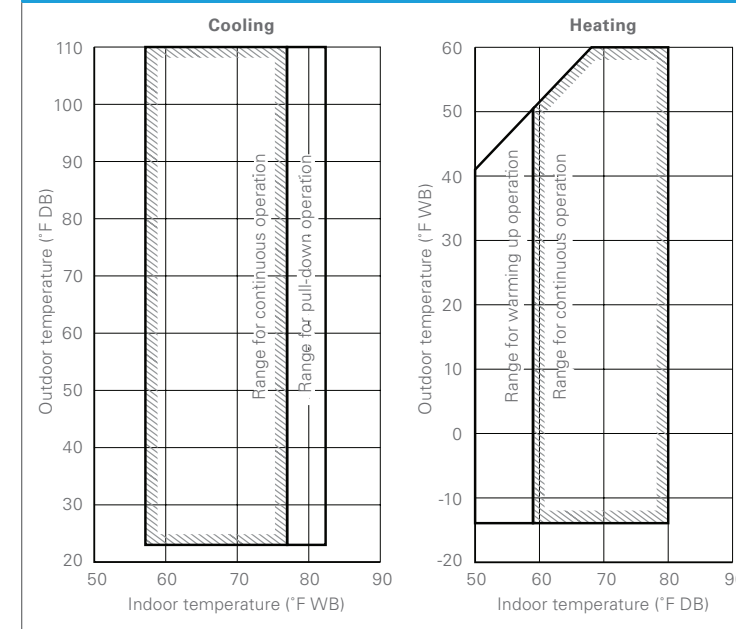 Cooling
Outdoor temperature (˚F DB)
110
100
90
80
70
60
50
40
30
20
Range for continuous operation
Range for pull-down operation
50 60 70 80 90
Indoor temperature (˚F WB)
Heating
Outdoor temperature (˚F WB)
60
50
40
30
20
10
0
-10
-20
Range for warming up operation
Range for continuous operation
50 60 70 80
Indoor temperature (˚F DB)